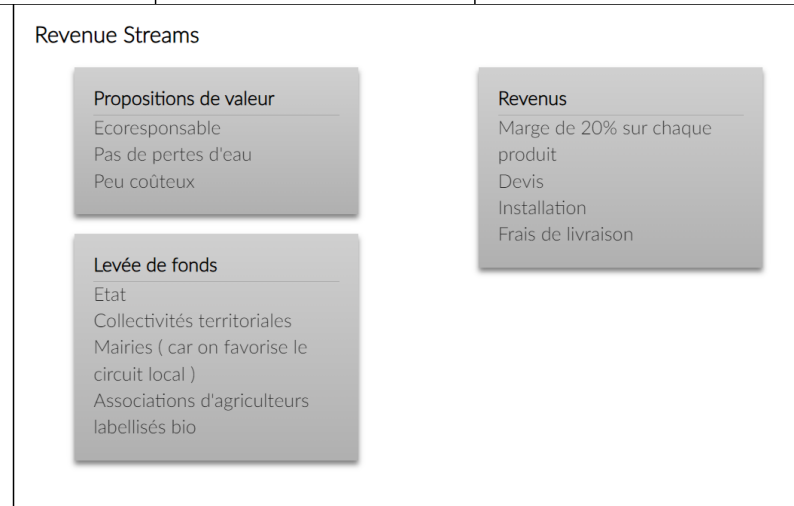 Revenue Streams
Propositions de valeur
Ecoresponsable
Pas de pertes d'eau
Peu coûteux
Levée de fonds
Etat
Collectivités territoriales
Mairies ( car on favorise le
circuit local )
Associations d'agriculteurs
labellisés bio
Revenus
Marge de 20% sur chaque
produit
Devis
Installation
Frais de livraison